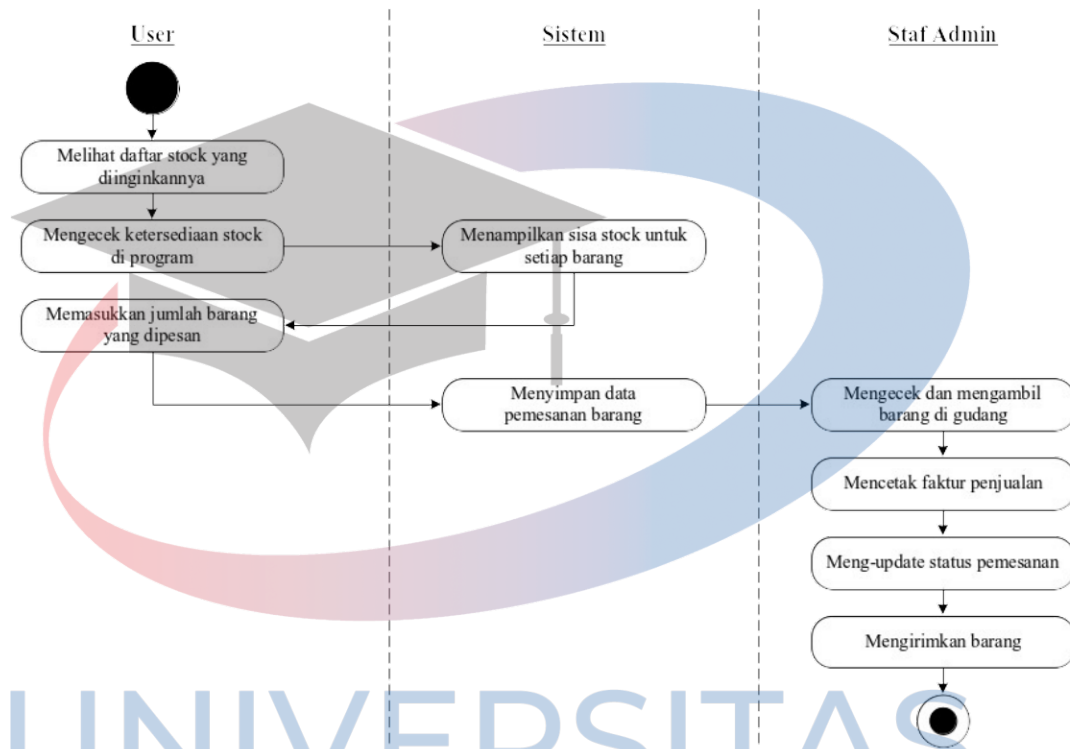 User
Sistem
Staf Admin
Melihat daftar stock yang
diinginkannya
Mengecek ketersediaan stock
di program
Menampilkan sisa stock untuk
setiap barang
Memasukkan jumlah barang
yang dipesan
Menyimpan data
pemesanan barang
Mengecek dan mengambil
barang di gudang
Mencetak faktur penjualan
Meng-update status pemesanan
Mengirimkan barang
UNIVERSITAS